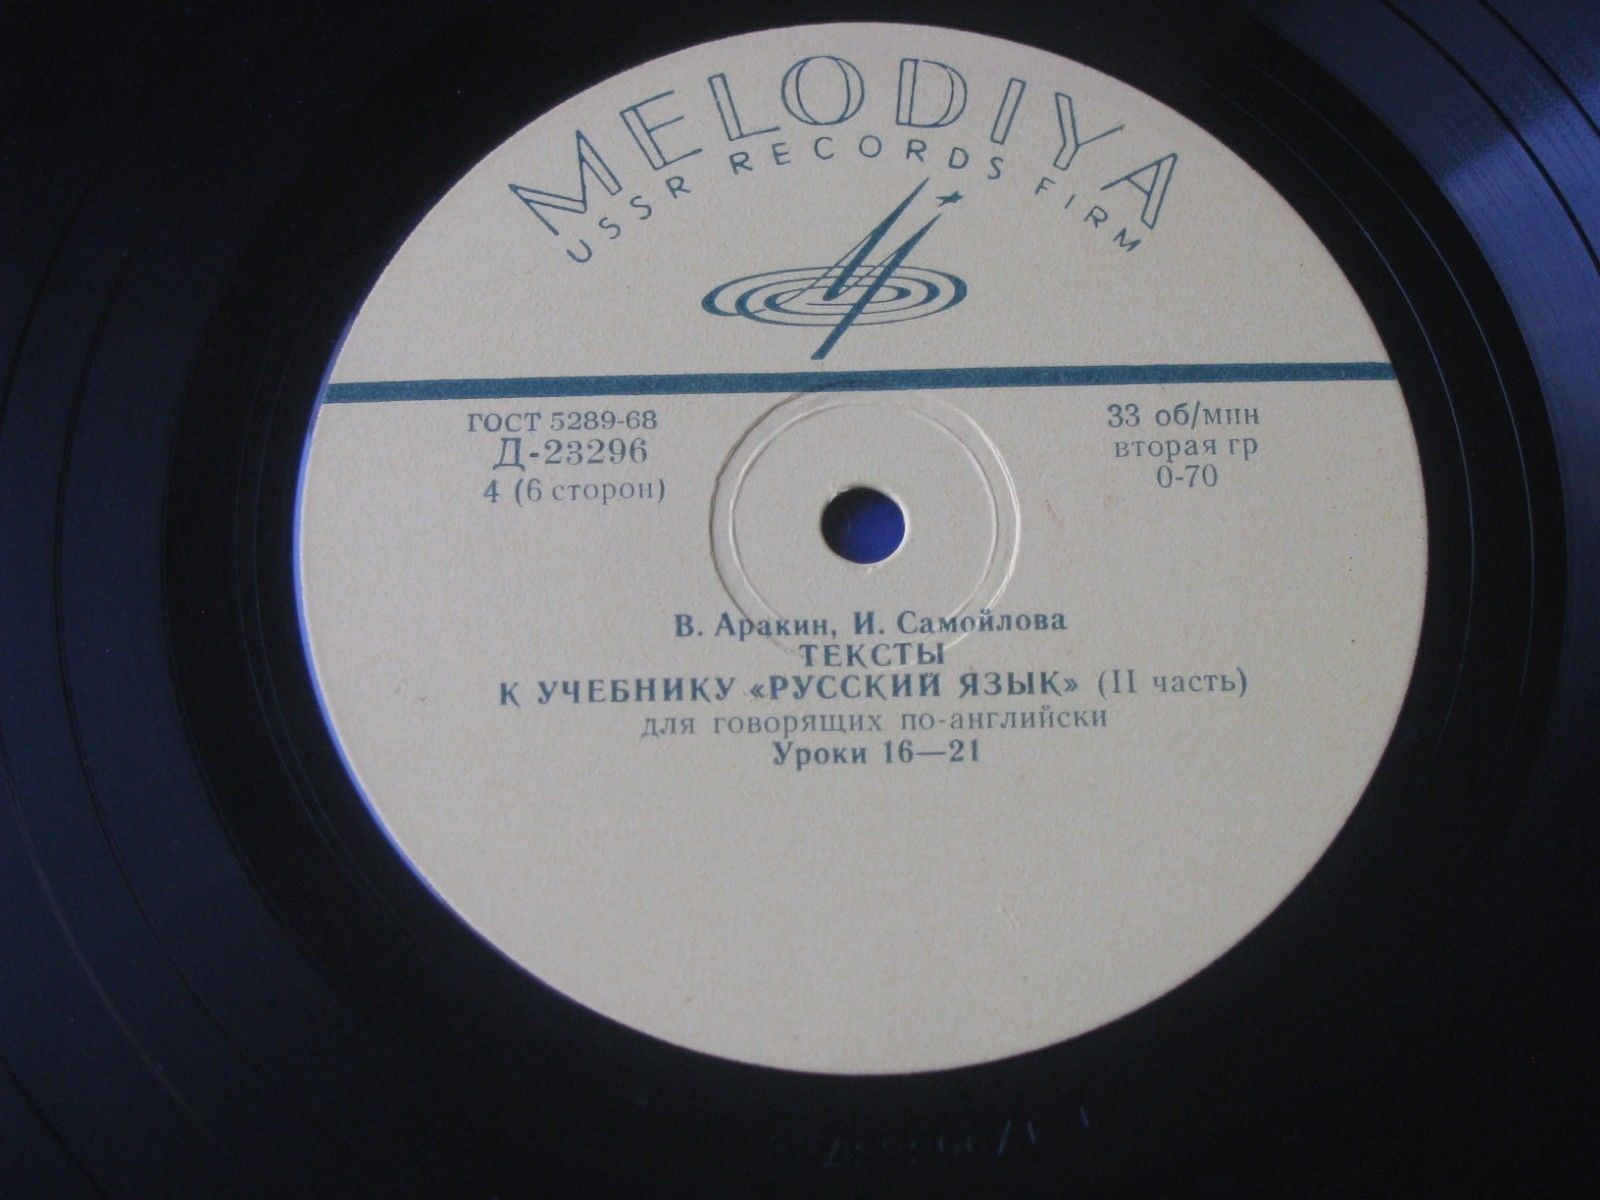 MELODIYA
USSR RECORDS FIRM
ГОСТ 5289-68
Д-23296
4 (6 сторон)
33 об/мин
вторая гр
0-70
В. Аракин, И. Самойлова
ТЕКСТЫ
К УЧЕБНИКУ «РУССКИЙ ЯЗЫК» (II часть)
для говорящих по-английски
Уроки 16—21